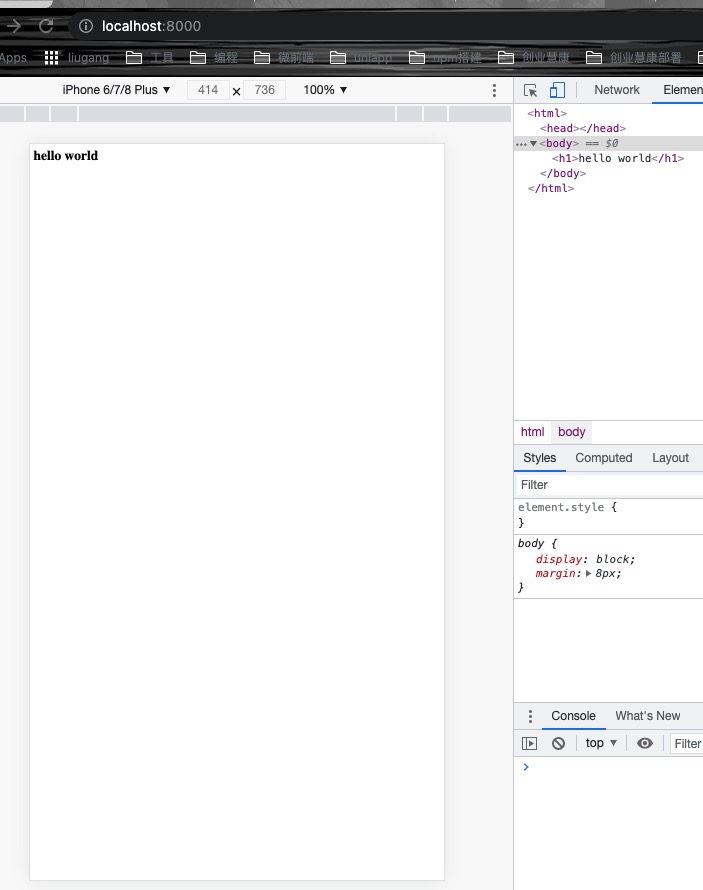 localhost:8000
Apps liugang 工具 编程 微前端 uniapp npm搭建 创业慧康 创业慧康部署
iPhone 6/7/8 Plus ▼ 414 × 736 100% ▼
Network Elemen
<html>
<head></head>
••• ▼<body> == $0
<h1>hello world</h1>
</body>
</html>
hello world
html body
Styles Computed Layout
Filter
element.style {
}
body {
display: block;
margin: ▶ 8px;
}
Console What's New
top ▼ Filter
›